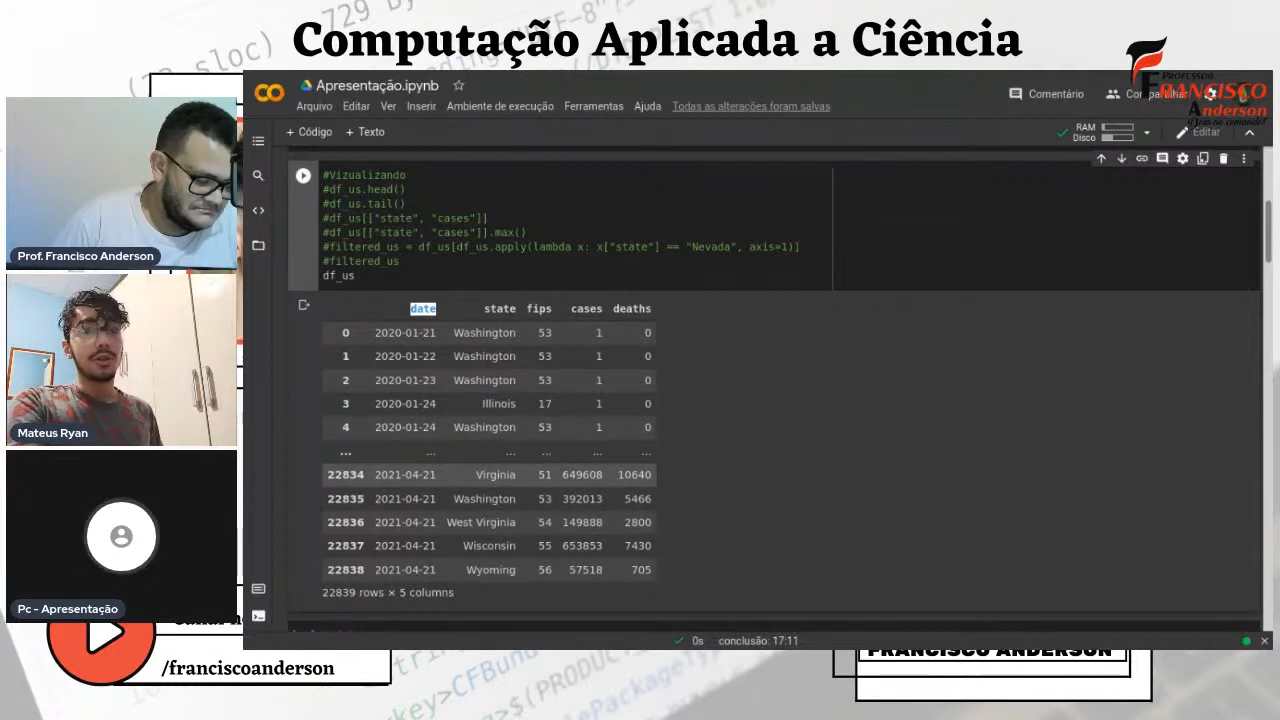 Computação Aplicada a Ciência
PROFESSOR
FRANCISCO
Anderson
729
sloc)
Apresentação.ipynb
Comentário
Arquivo Editar Ver Inserir Ambiente de execução Ferramentas Ajuda Todas as alterações foram salvas
+ Código + Texto
RAM
Disco
Editar
#Vizualizando
#df_us.head()
#df_us.tail()
#df_us[["state", "cases"]]
#df_us[["state", "cases"]].max()
#filtered_us = df_us[df_us.apply(lambda x: x["state"] == "Nevada", axis=1)]
#filtered_us
df_us
date state fips cases deaths
0 2020-01-21 Washington 53 1 0
1 2020-01-22 Washington 53 1 0
2 2020-01-23 Washington 53 1 0
3 2020-01-24 Illinois 17 1 0
4 2020-01-24 Washington 53 1 0
... ... ... ... ... ...
22834 2021-04-21 Virginia 51 649608 10640
22835 2021-04-21 Washington 53 392013 5466
22836 2021-04-21 West Virginia 54 149888 2800
22837 2021-04-21 Wisconsin 55 653853 7430
22838 2021-04-21 Wyoming 56 57518 705
22839 rows × 5 columns
0s conclusão: 17:11
Prof. Francisco Anderson
Mateus Ryan
Pc - Apresentação
/franciscoanderson
FRANCISCO ANDERSON